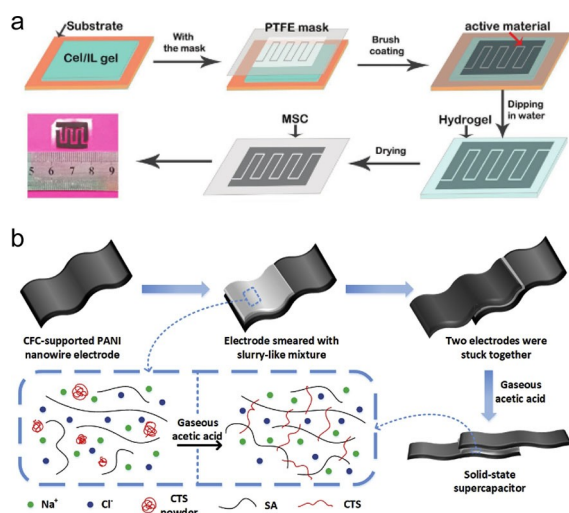 a
Substrate
Cel/IL gel
With
the mask
PTFE mask
Brush
coating
active material
Dipping
in water
Hydrogel
Drying
MSC
5 6 7 8 9
b
CFC-supported PANI
nanowire electrode
Electrode smeared with
slurry-like mixture
Two electrodes were
stuck together
Gaseous
acetic acid
Gaseous
acetic acid
Solid-state
supercapacitor
Na⁺
Cl⁻
CTS
powder
SA
CTS